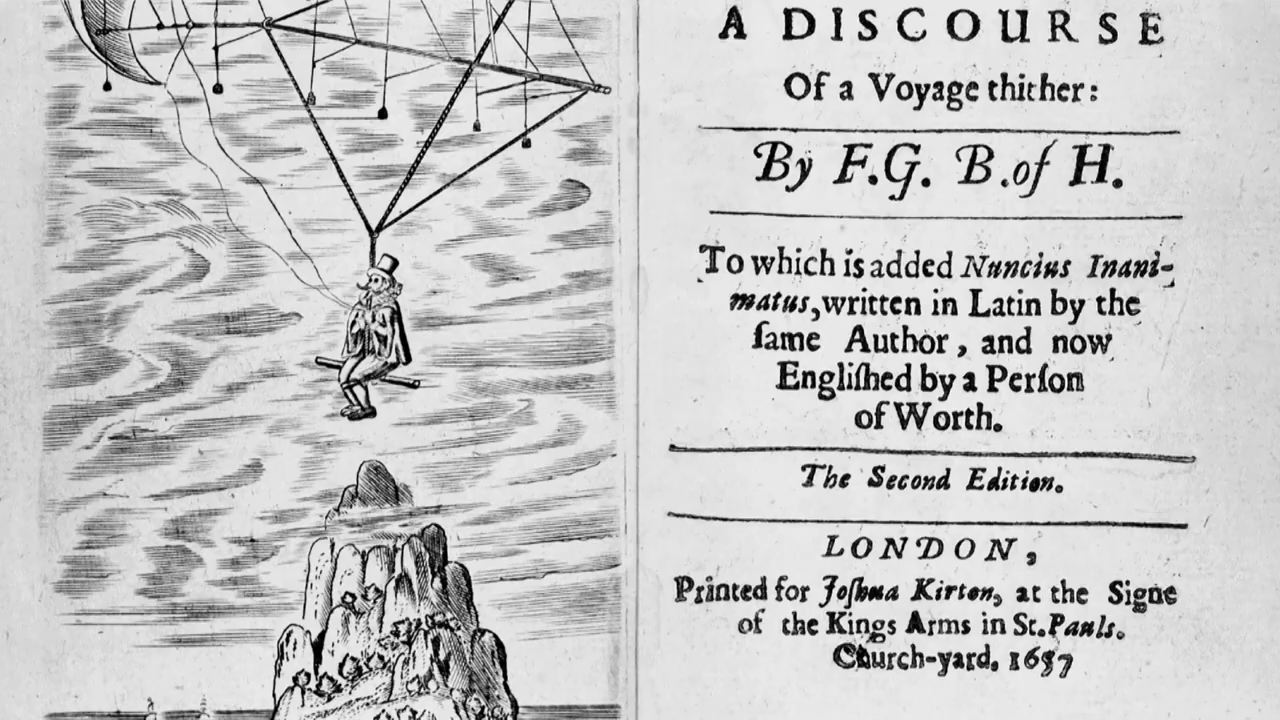 A DISCOURSE
Of a Voyage thither:
By F.G. B.of H.
To which is added Nuncius Inani-
matus, written in Latin by the
ſame Author, and now
Engliſhed by a Perſon
of Worth.
The Second Edition.
LONDON,
Printed for Joſhua Kirton, at the Signe
of the Kings Arms in St.Pauls.
Church-yard, 1657